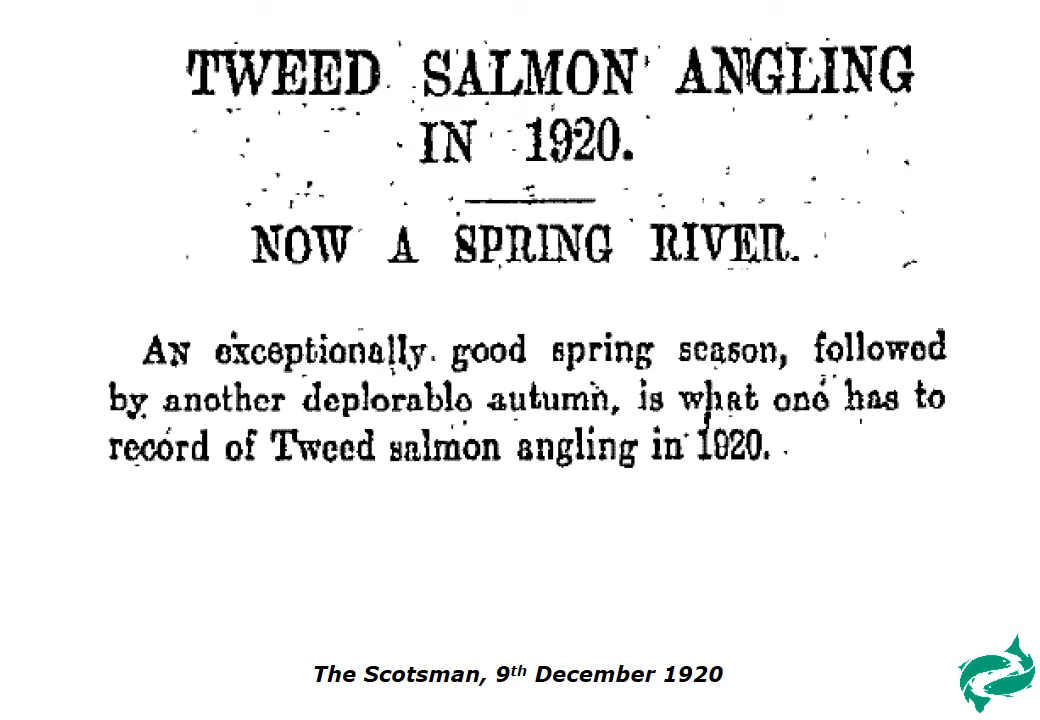 TWEED SALMON ANGLING
IN 1920.
NOW A SPRING RIVER.
AN exceptionally good spring season, followed
by another deplorable autumn, is what one has to
record of Tweed salmon angling in 1920.
The Scotsman, 9th December 1920